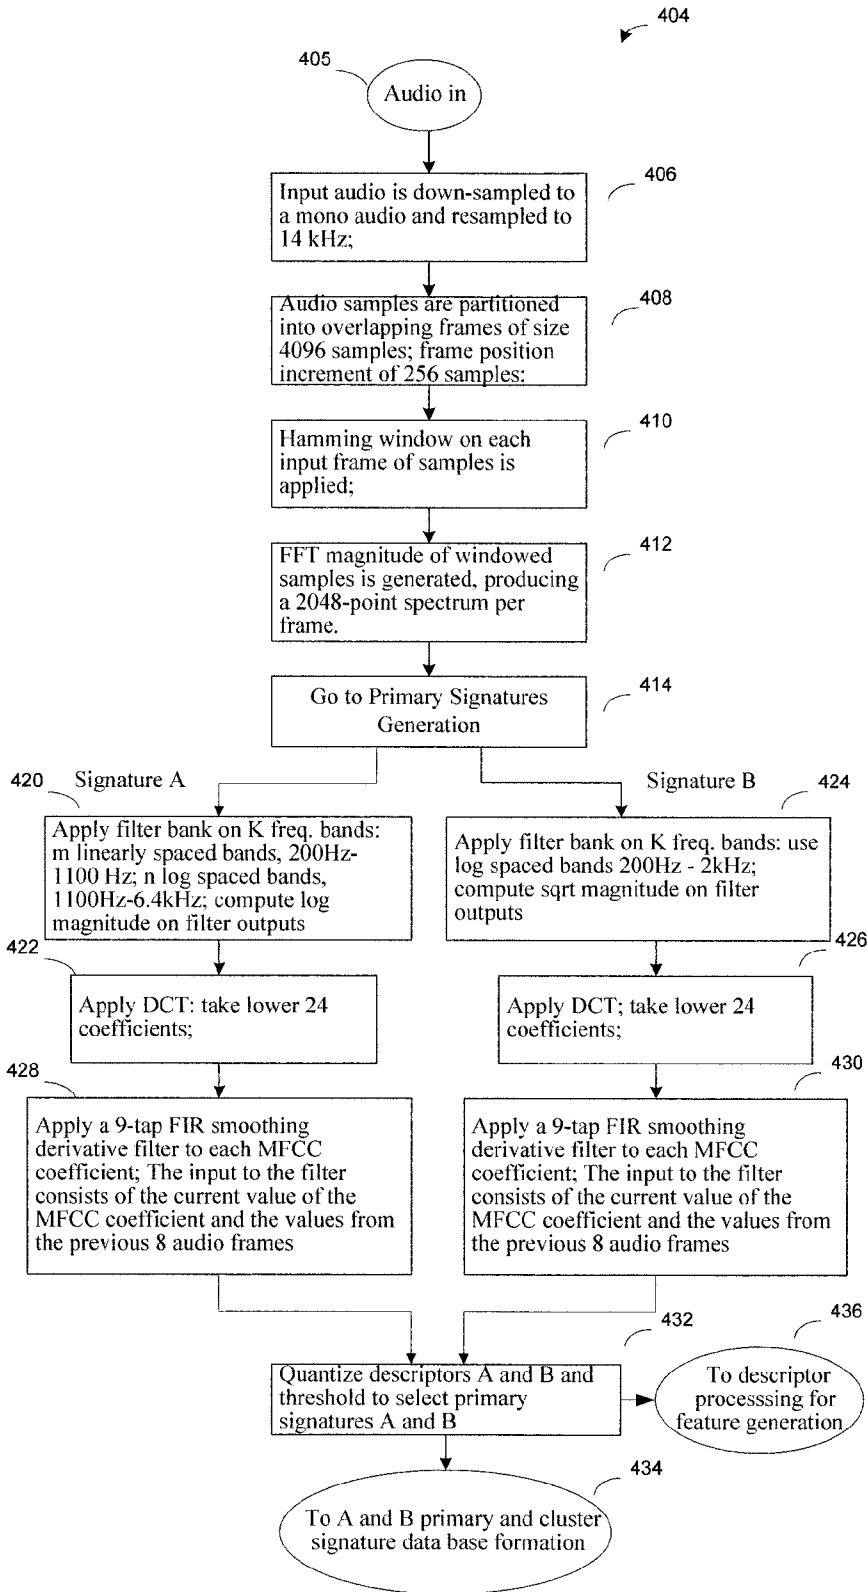 404
405
Audio in
406
Input audio is down-sampled to
a mono audio and resampled to
14 kHz;
408
Audio samples are partitioned
into overlapping frames of size
4096 samples; frame position
increment of 256 samples:
410
Hamming window on each
input frame of samples is
applied;
412
FFT magnitude of windowed
samples is generated, producing
a 2048-point spectrum per
frame.
414
Go to Primary Signatures
Generation
420
Signature A
Apply filter bank on K freq. bands:
m linearly spaced bands, 200Hz-
1100 Hz; n log spaced bands,
1100Hz-6.4kHz; compute log
magnitude on filter outputs
Signature B
424
Apply filter bank on K freq. bands: use
log spaced bands 200Hz - 2kHz;
compute sqrt magnitude on filter
outputs
422
Apply DCT: take lower 24
coefficients;
426
Apply DCT; take lower 24
coefficients;
428
Apply a 9-tap FIR smoothing
derivative filter to each MFCC
coefficient; The input to the filter
consists of the current value of the
MFCC coefficient and the values from
the previous 8 audio frames
430
Apply a 9-tap FIR smoothing
derivative filter to each MFCC
coefficient; The input to the filter
consists of the current value of the
MFCC coefficient and the values from
the previous 8 audio frames
432
Quantize descriptors A and B and
threshold to select primary
signatures A and B
436
To descriptor
processsing for
feature generation
434
To A and B primary and cluster
signature data base formation